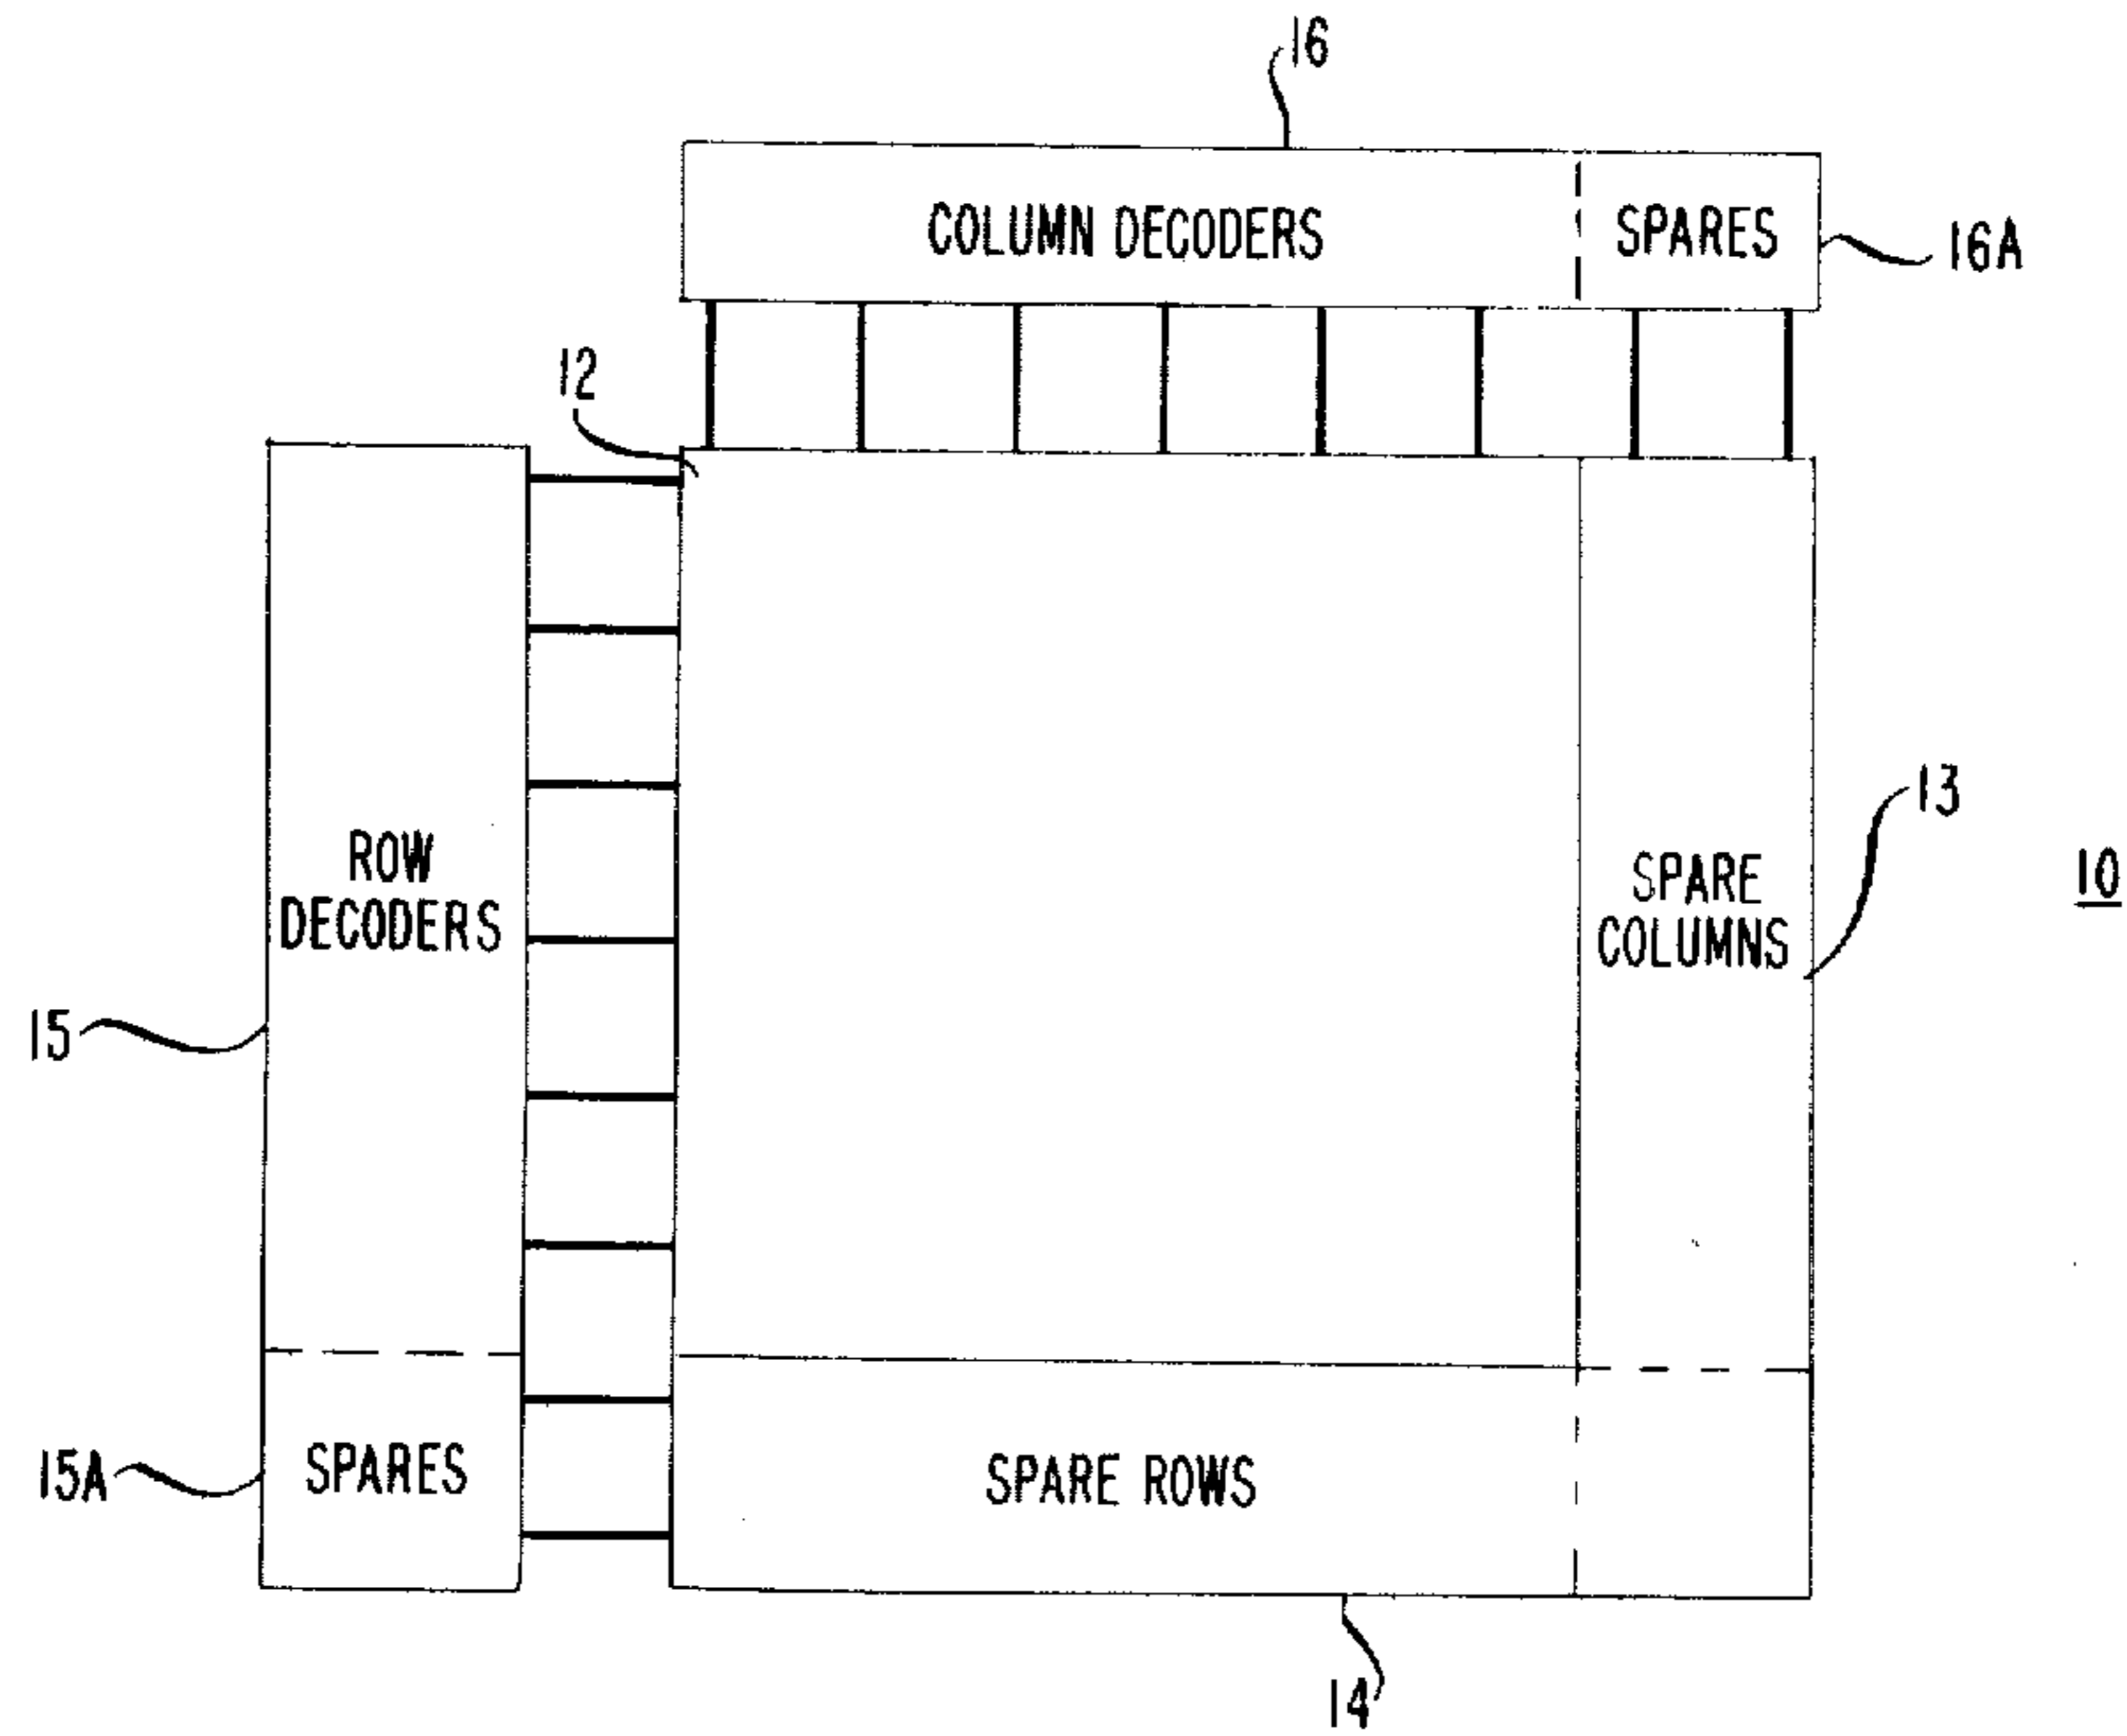 16
COLUMN DECODERS
SPARES
16A
12
ROW
DECODERS
SPARE
COLUMNS
13
10
15
15A
SPARES
SPARE ROWS
14